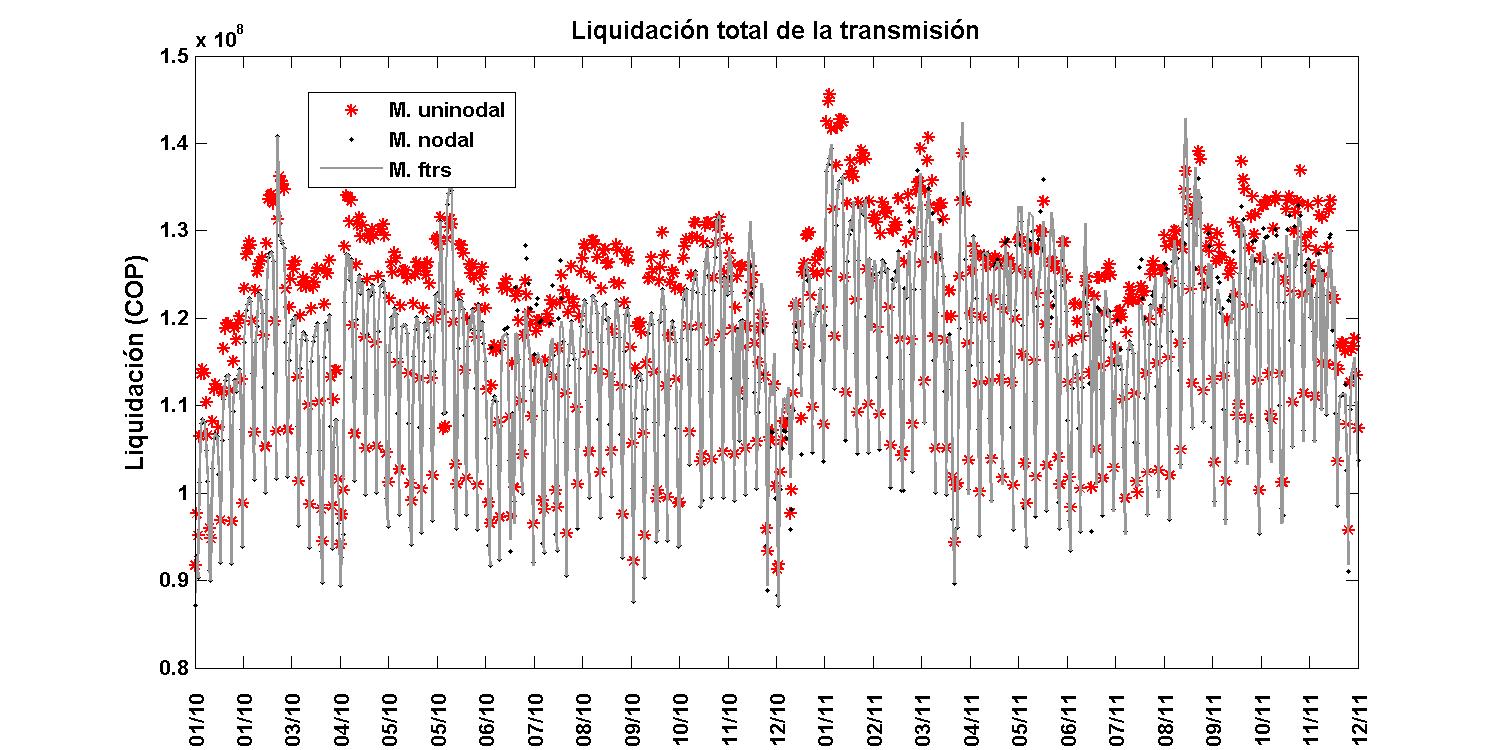 Liquidación total de la transmisión
x 10⁸
1.5
1.4
1.3
1.2
1.1
1
0.9
0.8
Liquidación (COP)
M. uninodal
M. nodal
M. ftrs
01/10 01/10 03/10 04/10 05/10 05/10 06/10 07/10 08/10 09/10 10/10 11/10 12/10 01/11 02/11 03/11 04/11 05/11 06/11 07/11 08/11 09/11 10/11 11/11 12/11